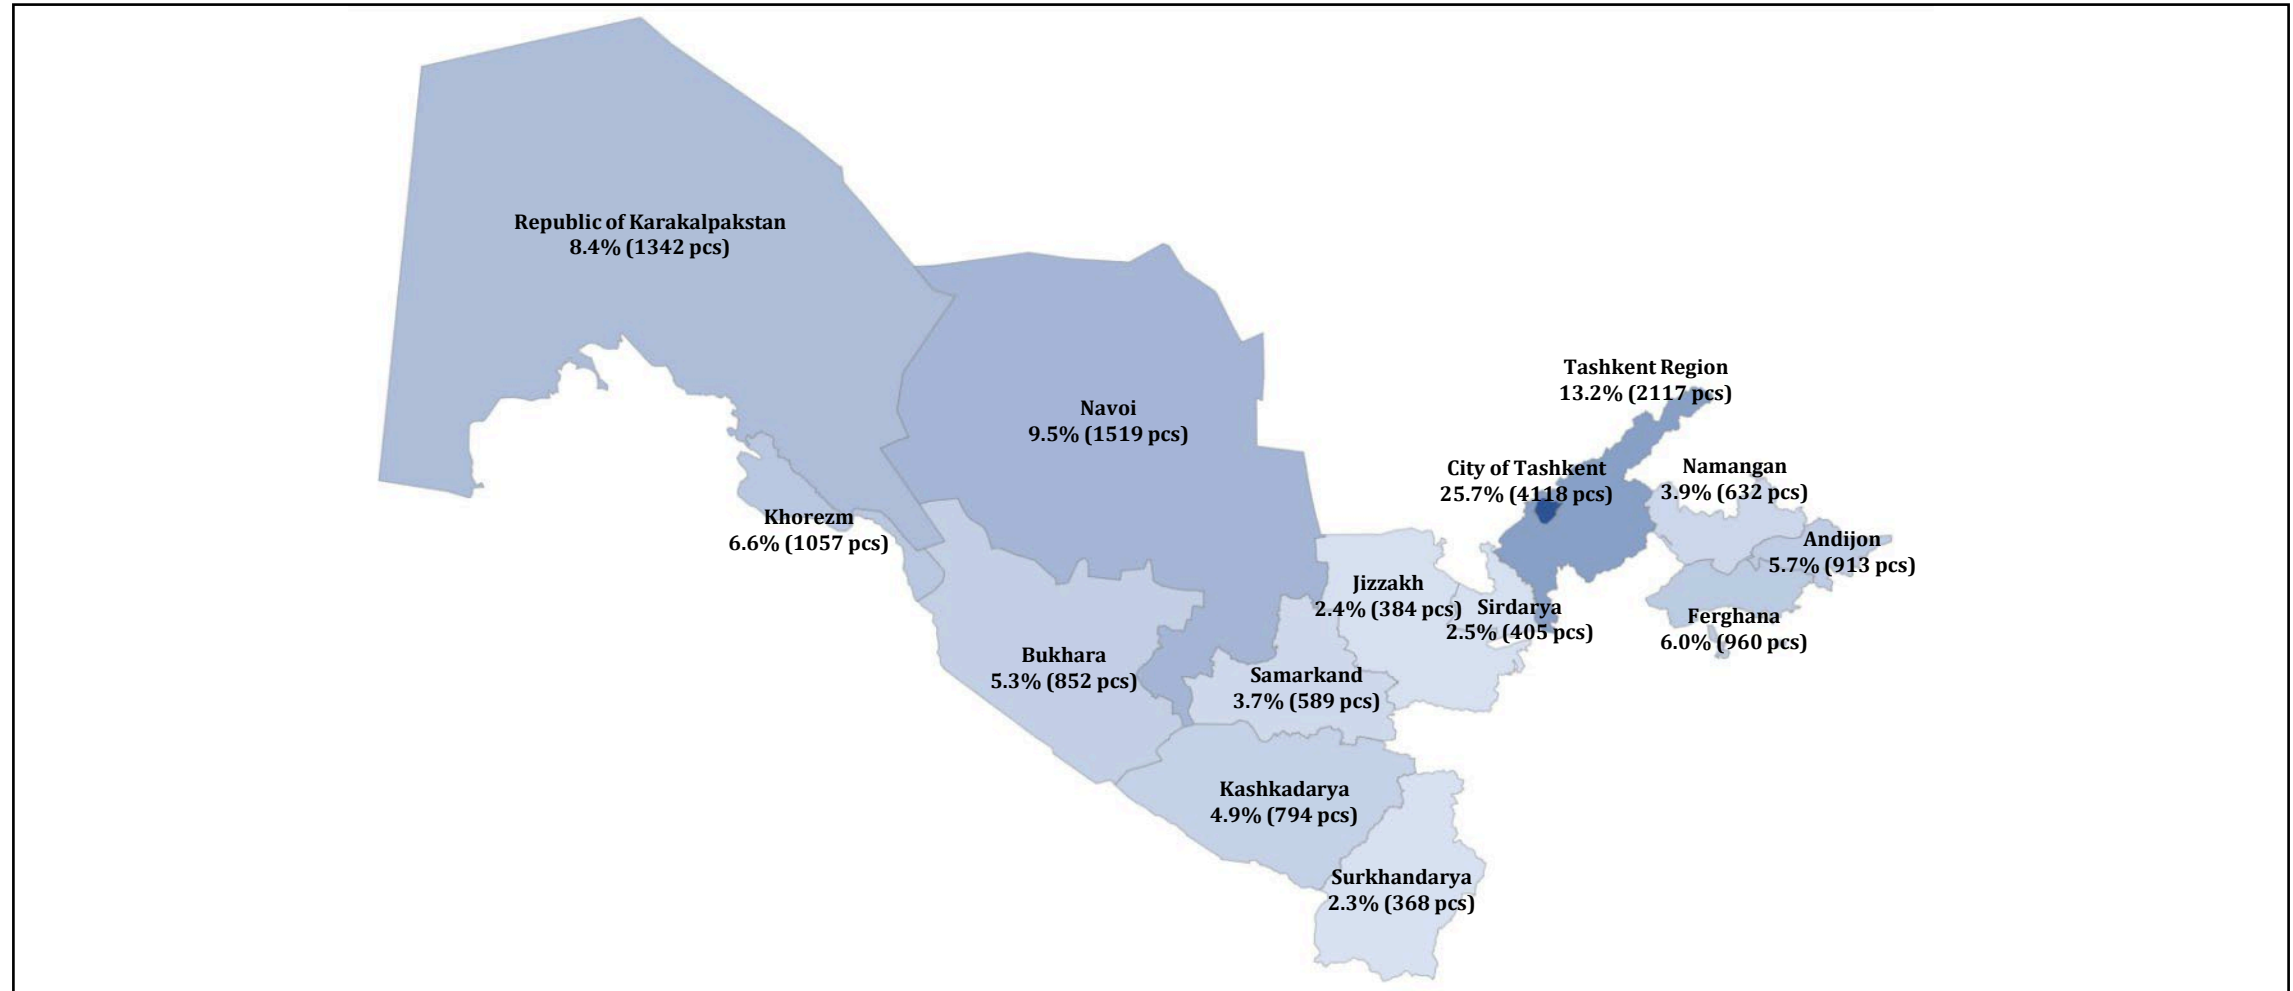 Republic of Karakalpakstan
8.4% (1342 pcs)
Navoi
9.5% (1519 pcs)
Tashkent Region
13.2% (2117 pcs)
City of Tashkent
25.7% (4118 pcs)
Namangan
3.9% (632 pcs)
Khorezm
6.6% (1057 pcs)
Andijon
5.7% (913 pcs)
Jizzakh
2.4% (384 pcs)
Sirdarya
2.5% (405 pcs)
Ferghana
6.0% (960 pcs)
Bukhara
5.3% (852 pcs)
Samarkand
3.7% (589 pcs)
Kashkadarya
4.9% (794 pcs)
Surkhandarya
2.3% (368 pcs)